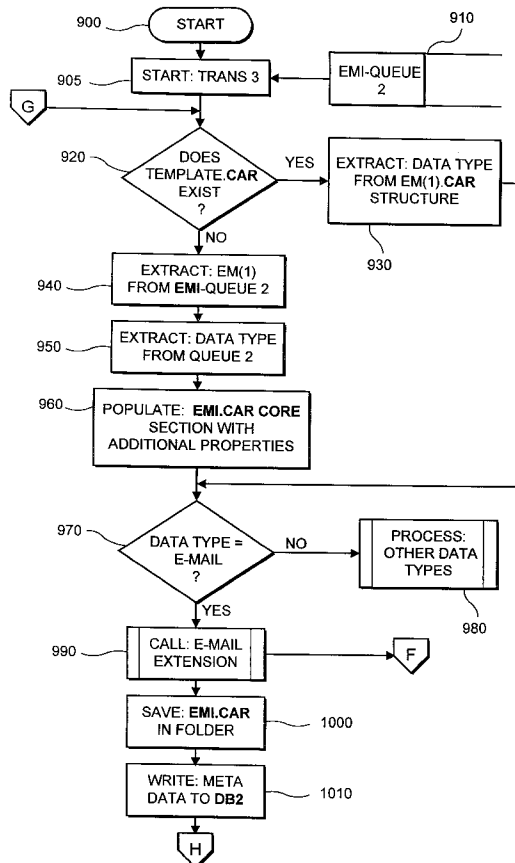 900
START
910
905
START: TRANS 3
EMI-QUEUE
2
G
920
DOES
TEMPLATE.CAR
EXIST
?
YES
EXTRACT: DATA TYPE
FROM EM(1).CAR
STRUCTURE
930
NO
940
EXTRACT: EM(1)
FROM EMI-QUEUE 2
950
EXTRACT: DATA TYPE
FROM QUEUE 2
960
POPULATE: EMI.CAR CORE
SECTION WITH
ADDITIONAL PROPERTIES
970
DATA TYPE =
E-MAIL
?
NO
PROCESS:
OTHER DATA
TYPES
980
YES
990
CALL: E-MAIL
EXTENSION
F
SAVE: EMI.CAR
IN FOLDER
1000
WRITE: META
DATA TO DB2
1010
H